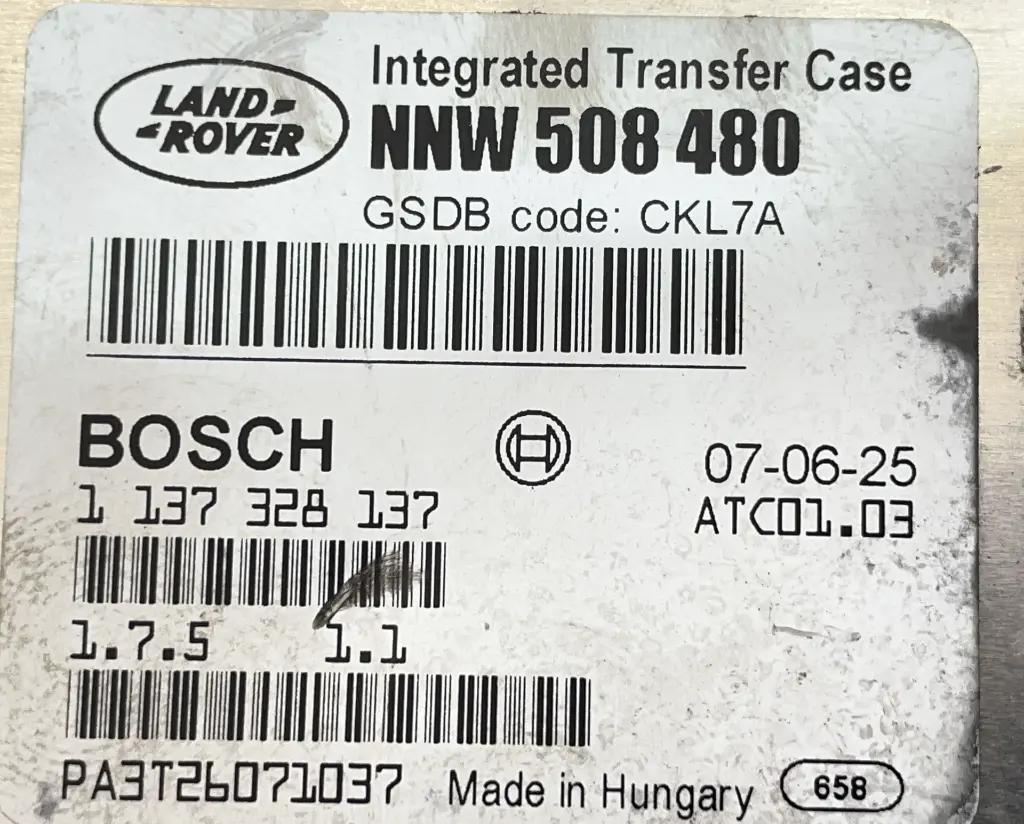 LAND
ROVER
Integrated Transfer Case
NNW 508 480
GSDB code: CKL7A
BOSCH
07-06-25
1 137 328 137
ATC01.03
1.7.5 1.1
PA3T26071037 Made in Hungary 658